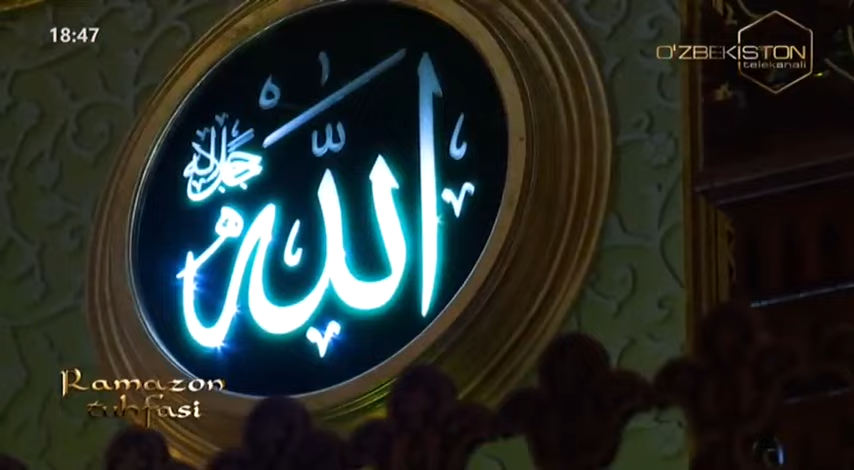 18:47
O'ZBEKISTON
telekanali
الله
جل جلاله
Ramazon
tuhfasi